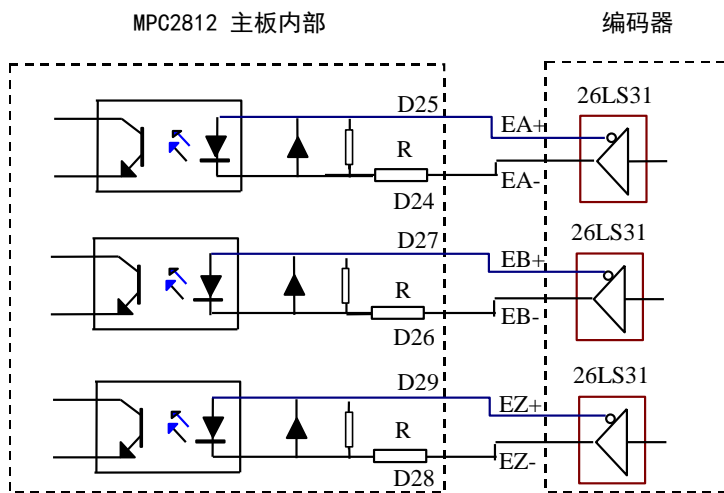 MPC2812 主板内部
编码器
26LS31
D25
EA+
R
EA-
D24
D27
26LS31
EB+
R
EB-
D26
D29
26LS31
EZ+
R
EZ-
D28